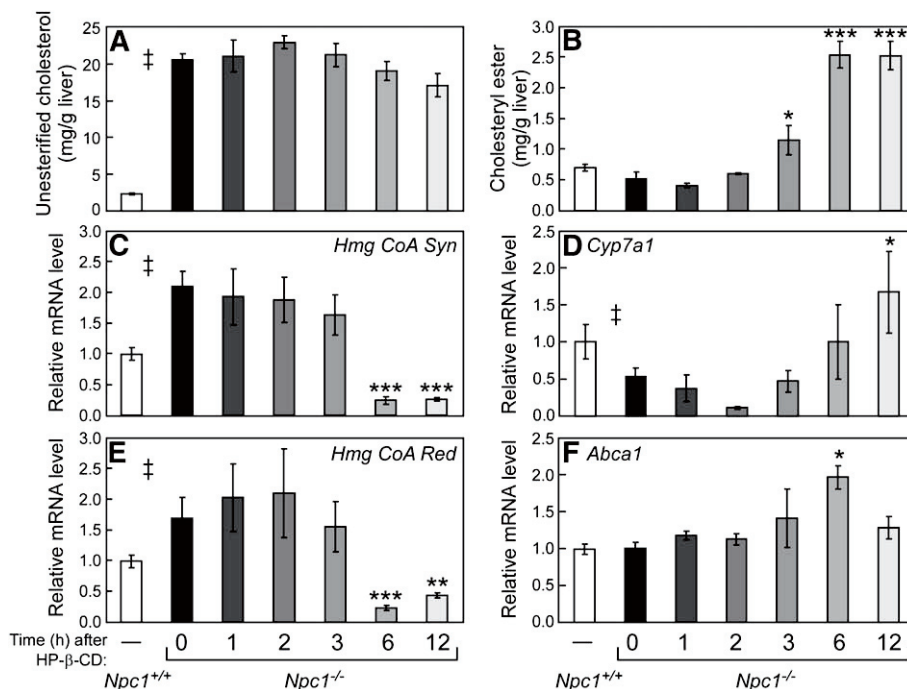 A
Unesterified cholesterol
(mg/g liver)
25
20
15
10
5
0
‡
B
Cholesteryl ester
(mg/g liver)
3.0
2.5
2.0
1.5
1.0
0.5
0.0
*
***
***
C
Hmg CoA Syn
Relative mRNA level
2.5
2.0
1.5
1.0
0.5
0.0
‡
***
***
D
Cyp7a1
Relative mRNA level
2.5
2.0
1.5
1.0
0.5
0.0
‡
*
E
Hmg CoA Red
Relative mRNA level
3.0
2.5
2.0
1.5
1.0
0.5
0.0
‡
***
**
F
Abca1
Relative mRNA level
2.5
2.0
1.5
1.0
0.5
0.0
*
Time (h) after
HP-β-CD:
— 0 1 2 3 6 12
Npc1+/+ Npc1-/-
— 0 1 2 3 6 12
Npc1+/+ Npc1-/-